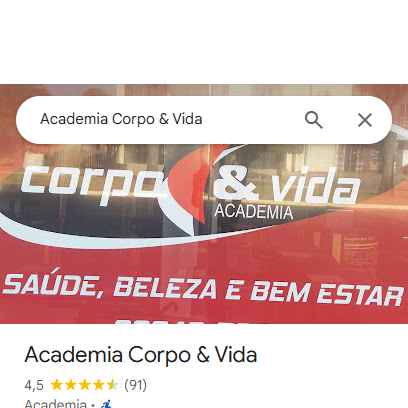 Academia Corpo & Vida
corpo & vida
ACADEMIA
SAÚDE, BELEZA E BEM ESTAR
Academia Corpo & Vida
4,5 (91)
Academia ·